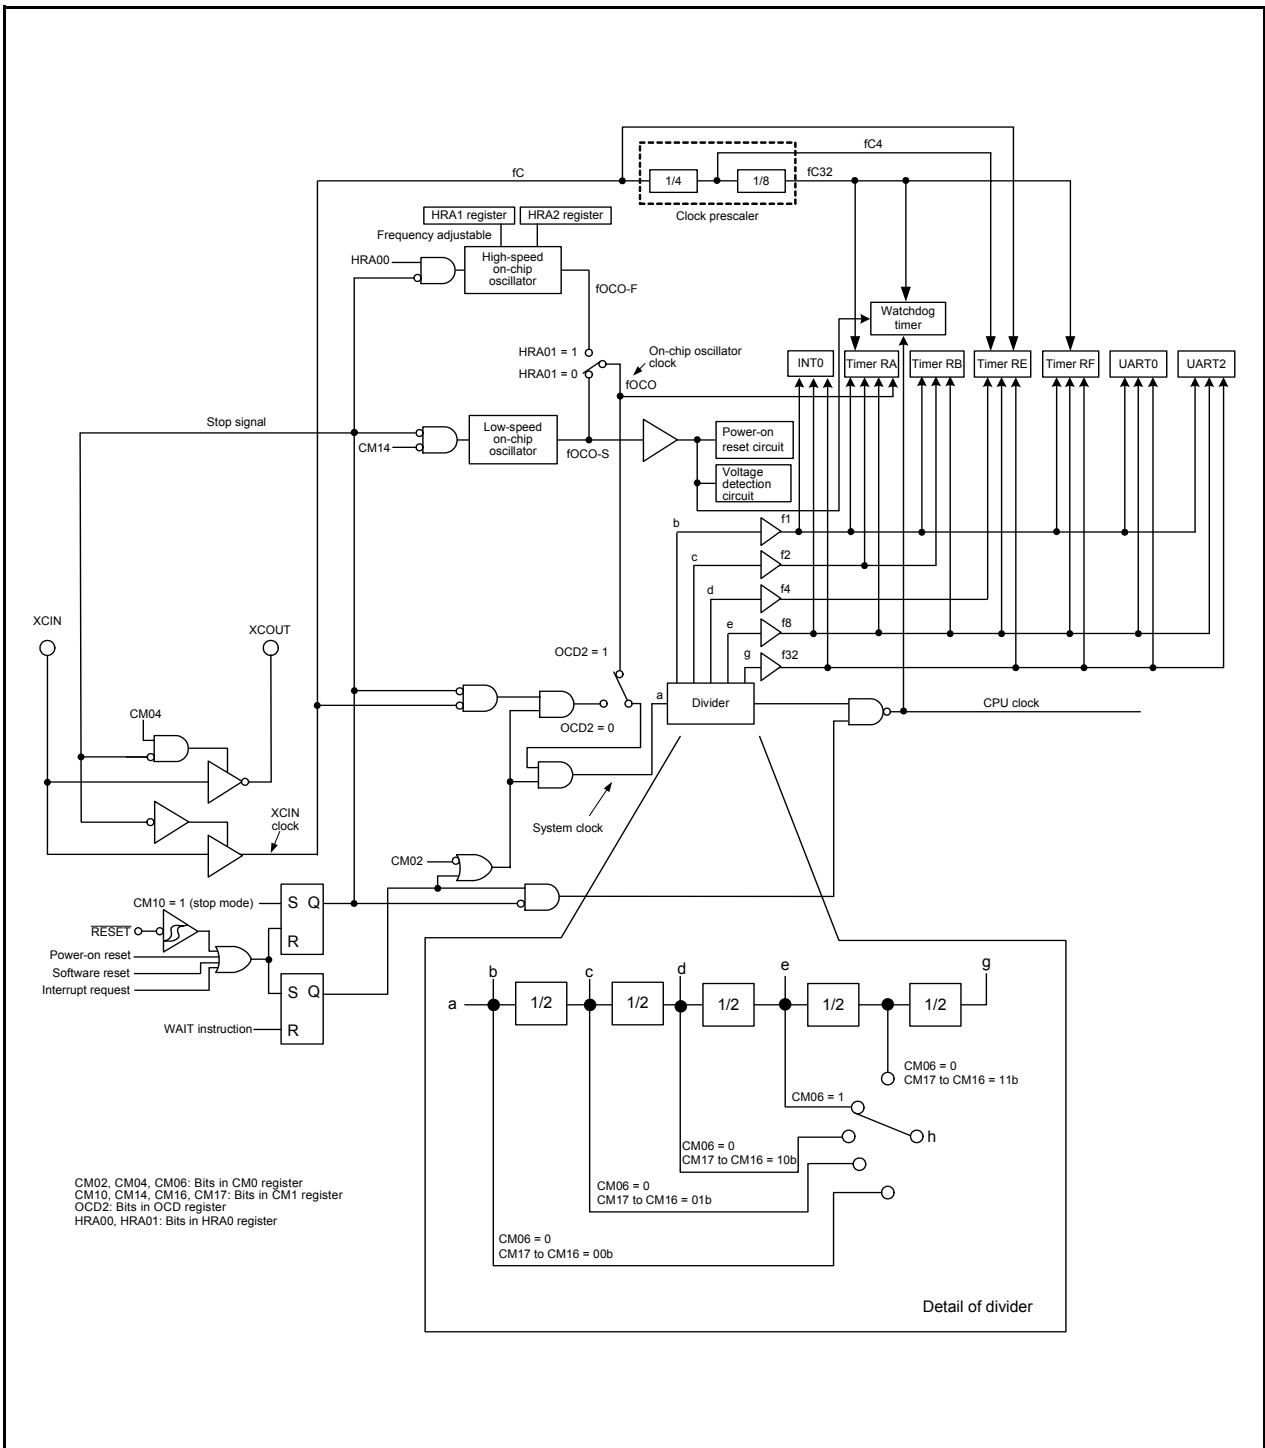 fC4
fC
1/4
1/8
fC32
Clock prescaler
HRA1 register
HRA2 register
Frequency adjustable
HRA00
High-speed
on-chip
oscillator
fOCO-F
Watchdog
timer
HRA01 = 1
HRA01 = 0
On-chip oscillator
clock
fOCO
INT0
Timer RA
Timer RB
Timer RE
Timer RF
UART0
UART2
Stop signal
CM14
Low-speed
on-chip
oscillator
fOCO-S
Power-on
reset circuit
Voltage
detection
circuit
b
f1
c
f2
d
f4
e
f8
g
f32
XCIN
XCOUT
OCD2 = 1
a
Divider
CPU clock
OCD2 = 0
CM04
System clock
XCIN
clock
CM02
CM10 = 1 (stop mode)
S Q
R
RESET
Power-on reset
Software reset
Interrupt request
S Q
R
WAIT instruction
a
b
c
d
e
g
1/2
1/2
1/2
1/2
1/2
CM06 = 0
CM17 to CM16 = 11b
CM06 = 1
h
CM06 = 0
CM17 to CM16 = 10b
CM06 = 0
CM17 to CM16 = 01b
CM06 = 0
CM17 to CM16 = 00b
Detail of divider
CM02, CM04, CM06: Bits in CM0 register
CM10, CM14, CM16, CM17: Bits in CM1 register
OCD2: Bits in OCD register
HRA00, HRA01: Bits in HRA0 register